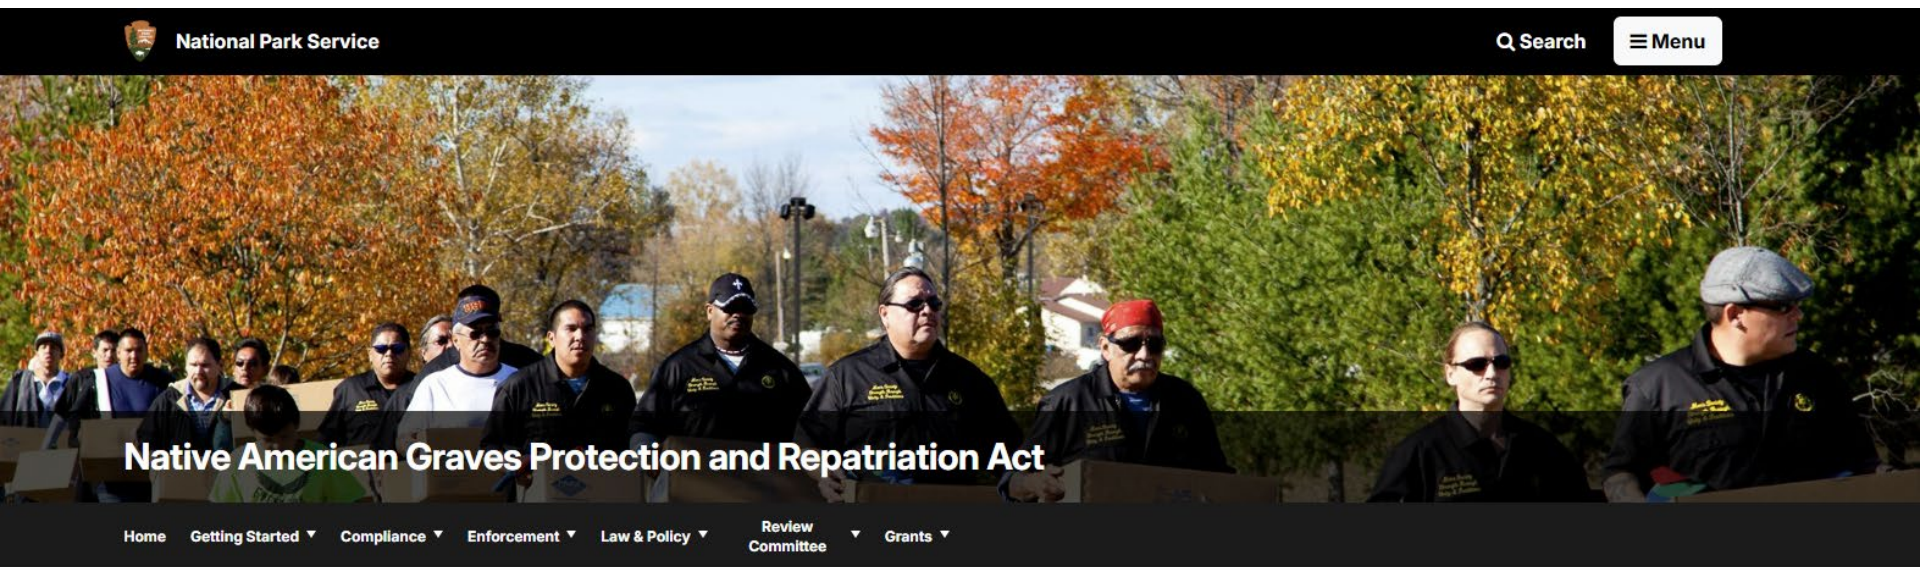 National Park Service
Search
Menu
Native American Graves Protection and Repatriation Act
Home
Getting Started
Compliance
Enforcement
Law & Policy
Review
Committee
Grants